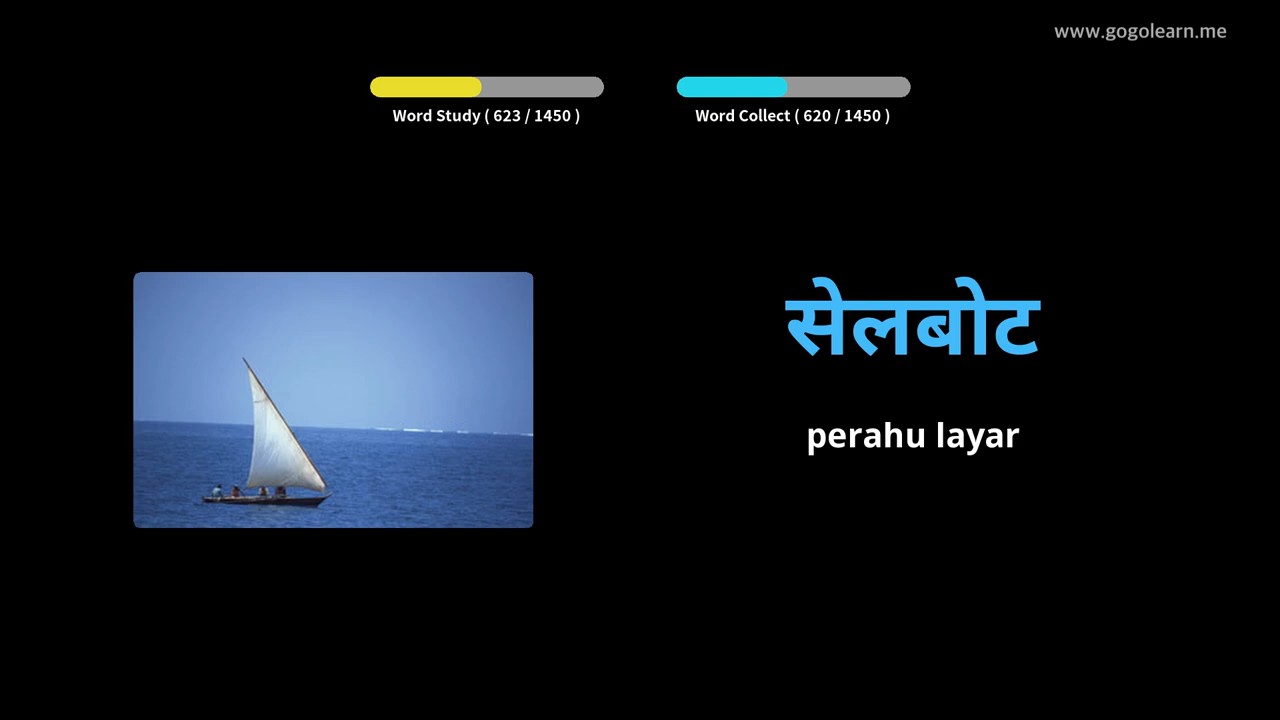 www.gogolearn.me
Word Study ( 623 / 1450 )
Word Collect ( 620 / 1450 )
सेलबोट
perahu layar